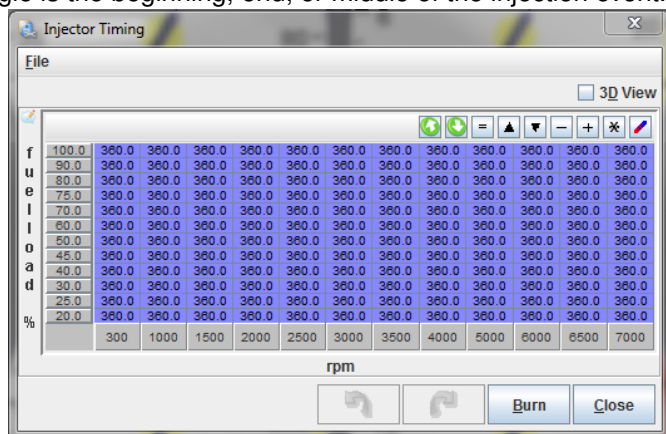 gle is the beginning, end, or middle of the injection event.
Injector Timing
File
3D View
= - + *
fuelload %
100.0 360.0 360.0 360.0 360.0 360.0 360.0 360.0 360.0 360.0 360.0 360.0 360.0
90.0 360.0 360.0 360.0 360.0 360.0 360.0 360.0 360.0 360.0 360.0 360.0 360.0
80.0 360.0 360.0 360.0 360.0 360.0 360.0 360.0 360.0 360.0 360.0 360.0 360.0
75.0 360.0 360.0 360.0 360.0 360.0 360.0 360.0 360.0 360.0 360.0 360.0 360.0
70.0 360.0 360.0 360.0 360.0 360.0 360.0 360.0 360.0 360.0 360.0 360.0 360.0
60.0 360.0 360.0 360.0 360.0 360.0 360.0 360.0 360.0 360.0 360.0 360.0 360.0
50.0 360.0 360.0 360.0 360.0 360.0 360.0 360.0 360.0 360.0 360.0 360.0 360.0
45.0 360.0 360.0 360.0 360.0 360.0 360.0 360.0 360.0 360.0 360.0 360.0 360.0
40.0 360.0 360.0 360.0 360.0 360.0 360.0 360.0 360.0 360.0 360.0 360.0 360.0
30.0 360.0 360.0 360.0 360.0 360.0 360.0 360.0 360.0 360.0 360.0 360.0 360.0
25.0 360.0 360.0 360.0 360.0 360.0 360.0 360.0 360.0 360.0 360.0 360.0 360.0
20.0 360.0 360.0 360.0 360.0 360.0 360.0 360.0 360.0 360.0 360.0 360.0 360.0
300 1000 1500 2000 2500 3000 3500 4000 5000 6000 6500 7000
rpm
Burn Close